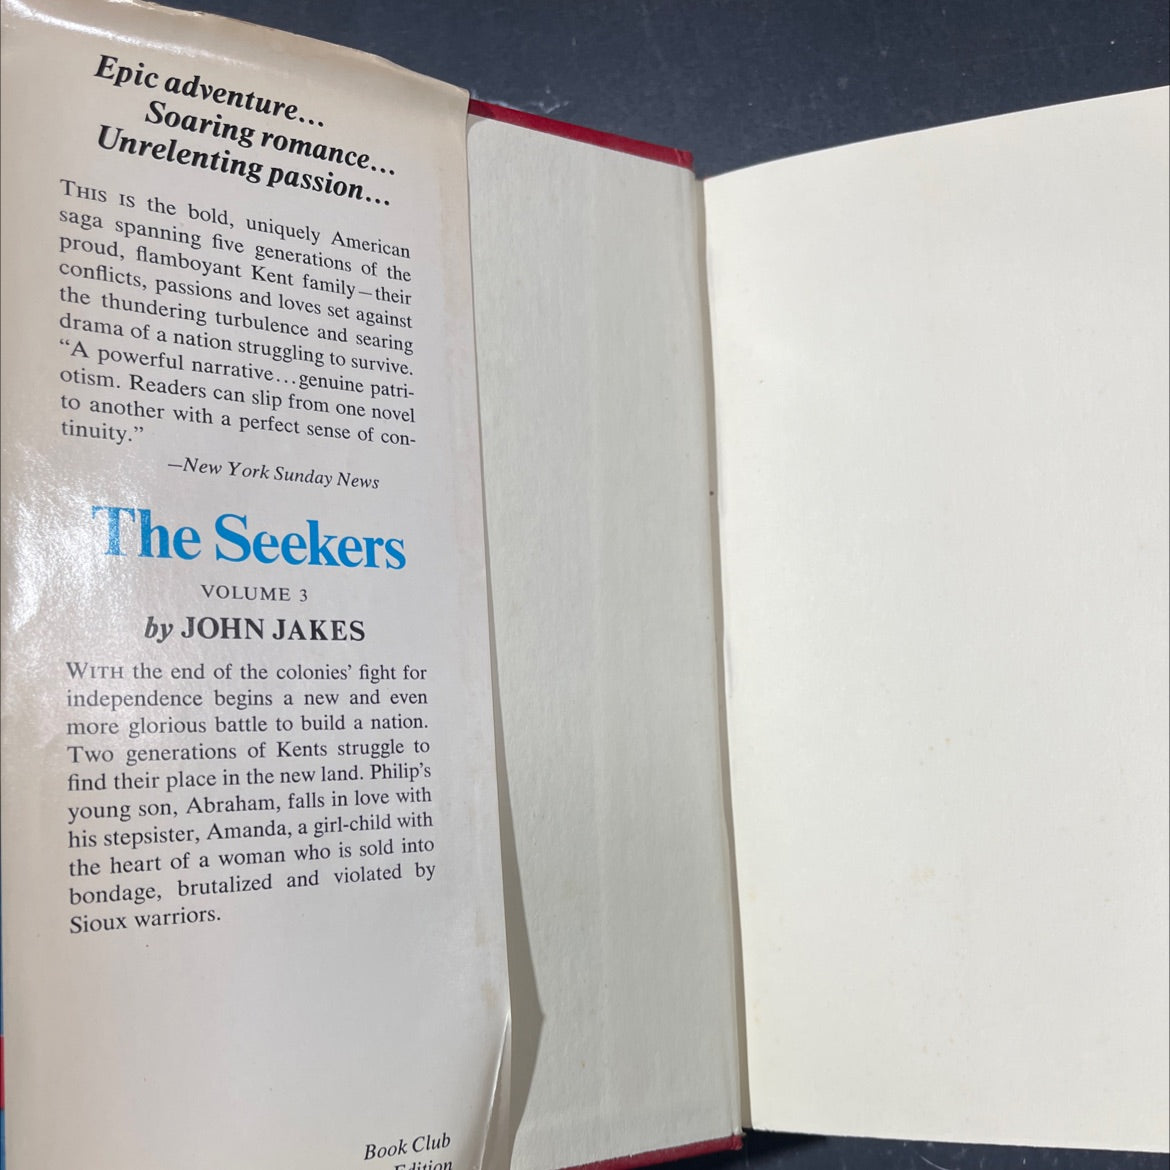 Epic adventure...
Soaring romance...
Unrelenting passion...
THIS IS the bold, uniquely American
saga spanning five generations of the
proud, flamboyant Kent family—their
conflicts, passions and loves set against
the thundering turbulence and searing
drama of a nation struggling to survive.
“A powerful narrative...genuine patri-
otism. Readers can slip from one novel
to another with a perfect sense of con-
tinuity.”
—New York Sunday News
The Seekers
VOLUME 3
by JOHN JAKES
WITH the end of the colonies’ fight for
independence begins a new and even
more glorious battle to build a nation.
Two generations of Kents struggle to
find their place in the new land. Philip’s
young son, Abraham, falls in love with
his stepsister, Amanda, a girl-child with
the heart of a woman who is sold into
bondage, brutalized and violated by
Sioux warriors.
Book Club
Edition